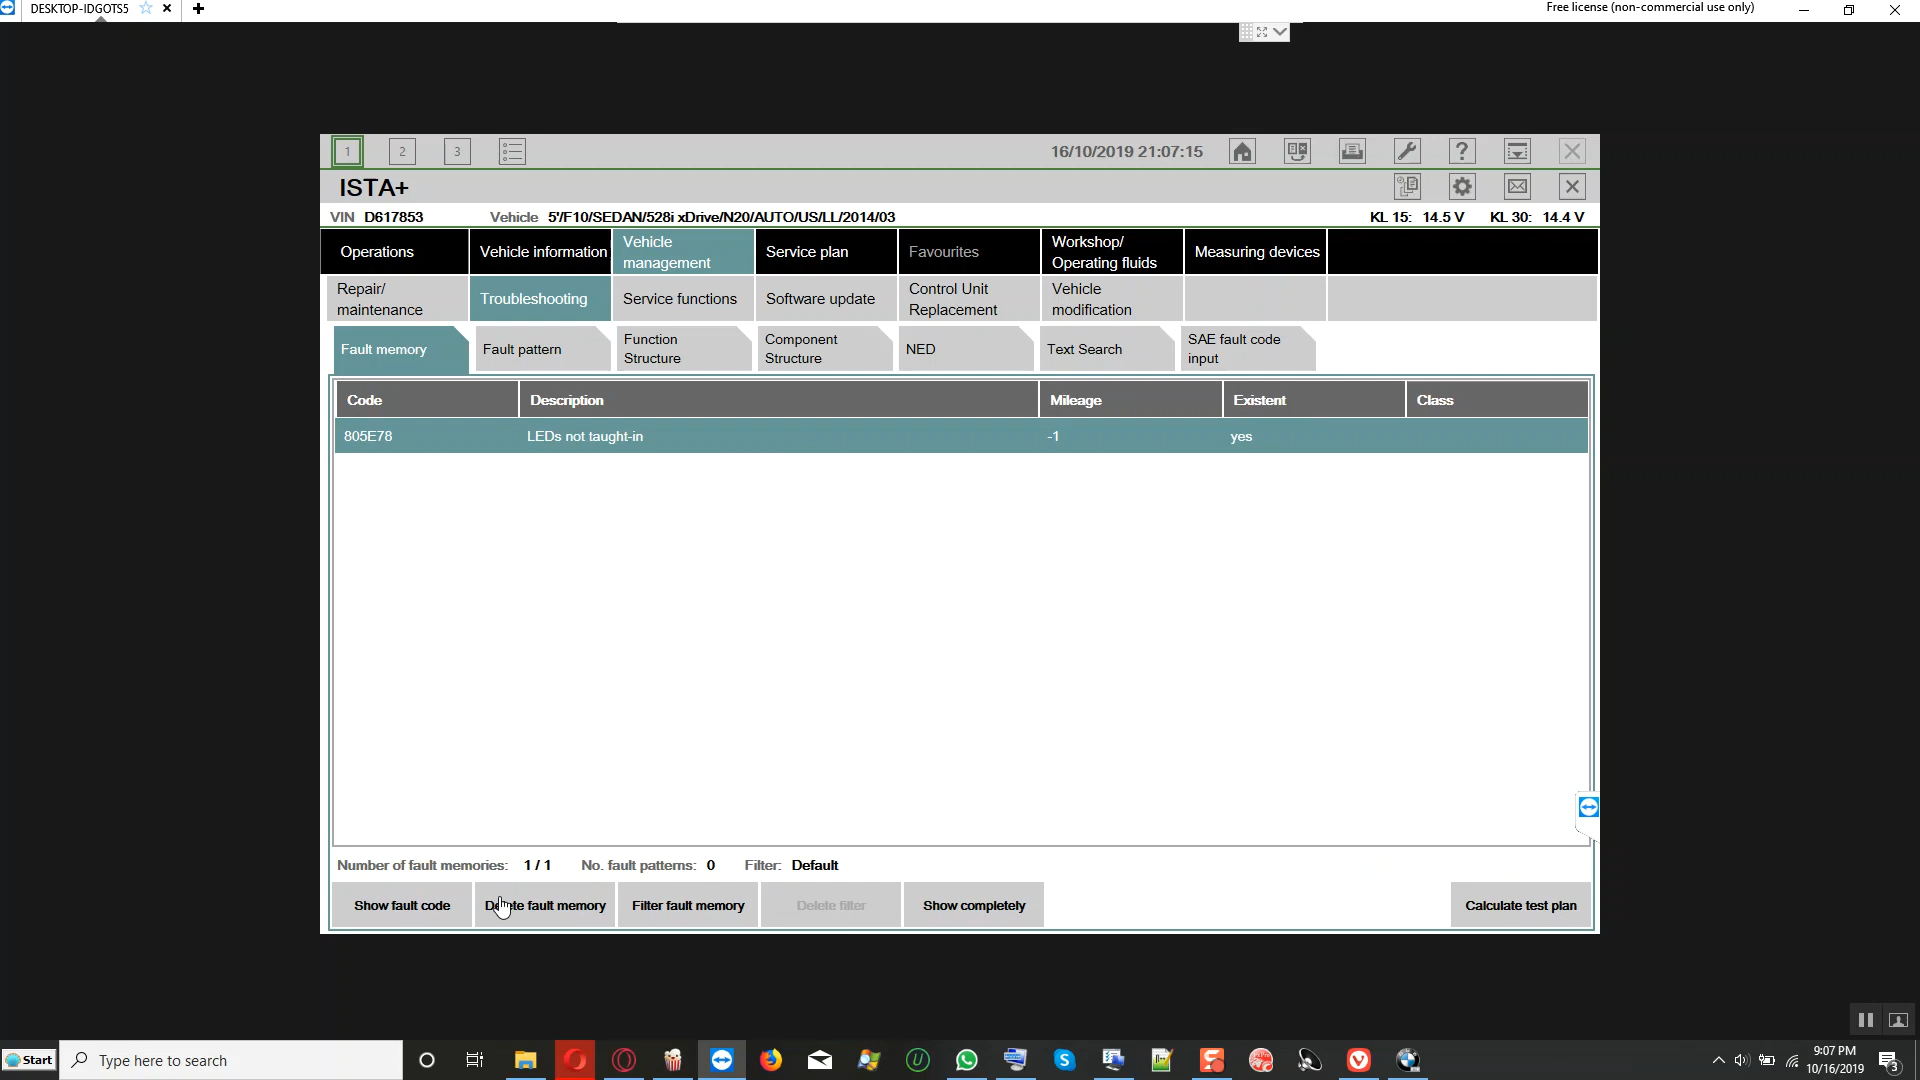 DESKTOP-IDGOTS5
Free license (non-commercial use only)
1
2
3
16/10/2019 21:07:15
ISTA+
VIN D617853 Vehicle 5'/F10/SEDAN/528i xDrive/N20/AUTO/US/LL/2014/03 KL 15: 14.5 V KL 30: 14.4 V
Operations
Vehicle information
Vehicle
management
Service plan
Favourites
Workshop/
Operating fluids
Measuring devices
Repair/
maintenance
Troubleshooting
Service functions
Software update
Control Unit
Replacement
Vehicle
modification
Fault memory
Fault pattern
Function
Structure
Component
Structure
NED
Text Search
SAE fault code
input
Code Description Mileage Existent Class
805E78 LEDs not taught-in -1 yes
Number of fault memories: 1 / 1 No. fault patterns: 0 Filter: Default
Show fault code
fault memory
Filter fault memory
Delete filter
Show completely
Calculate test plan
Start
Type here to search
9:07 PM
10/16/2019
3